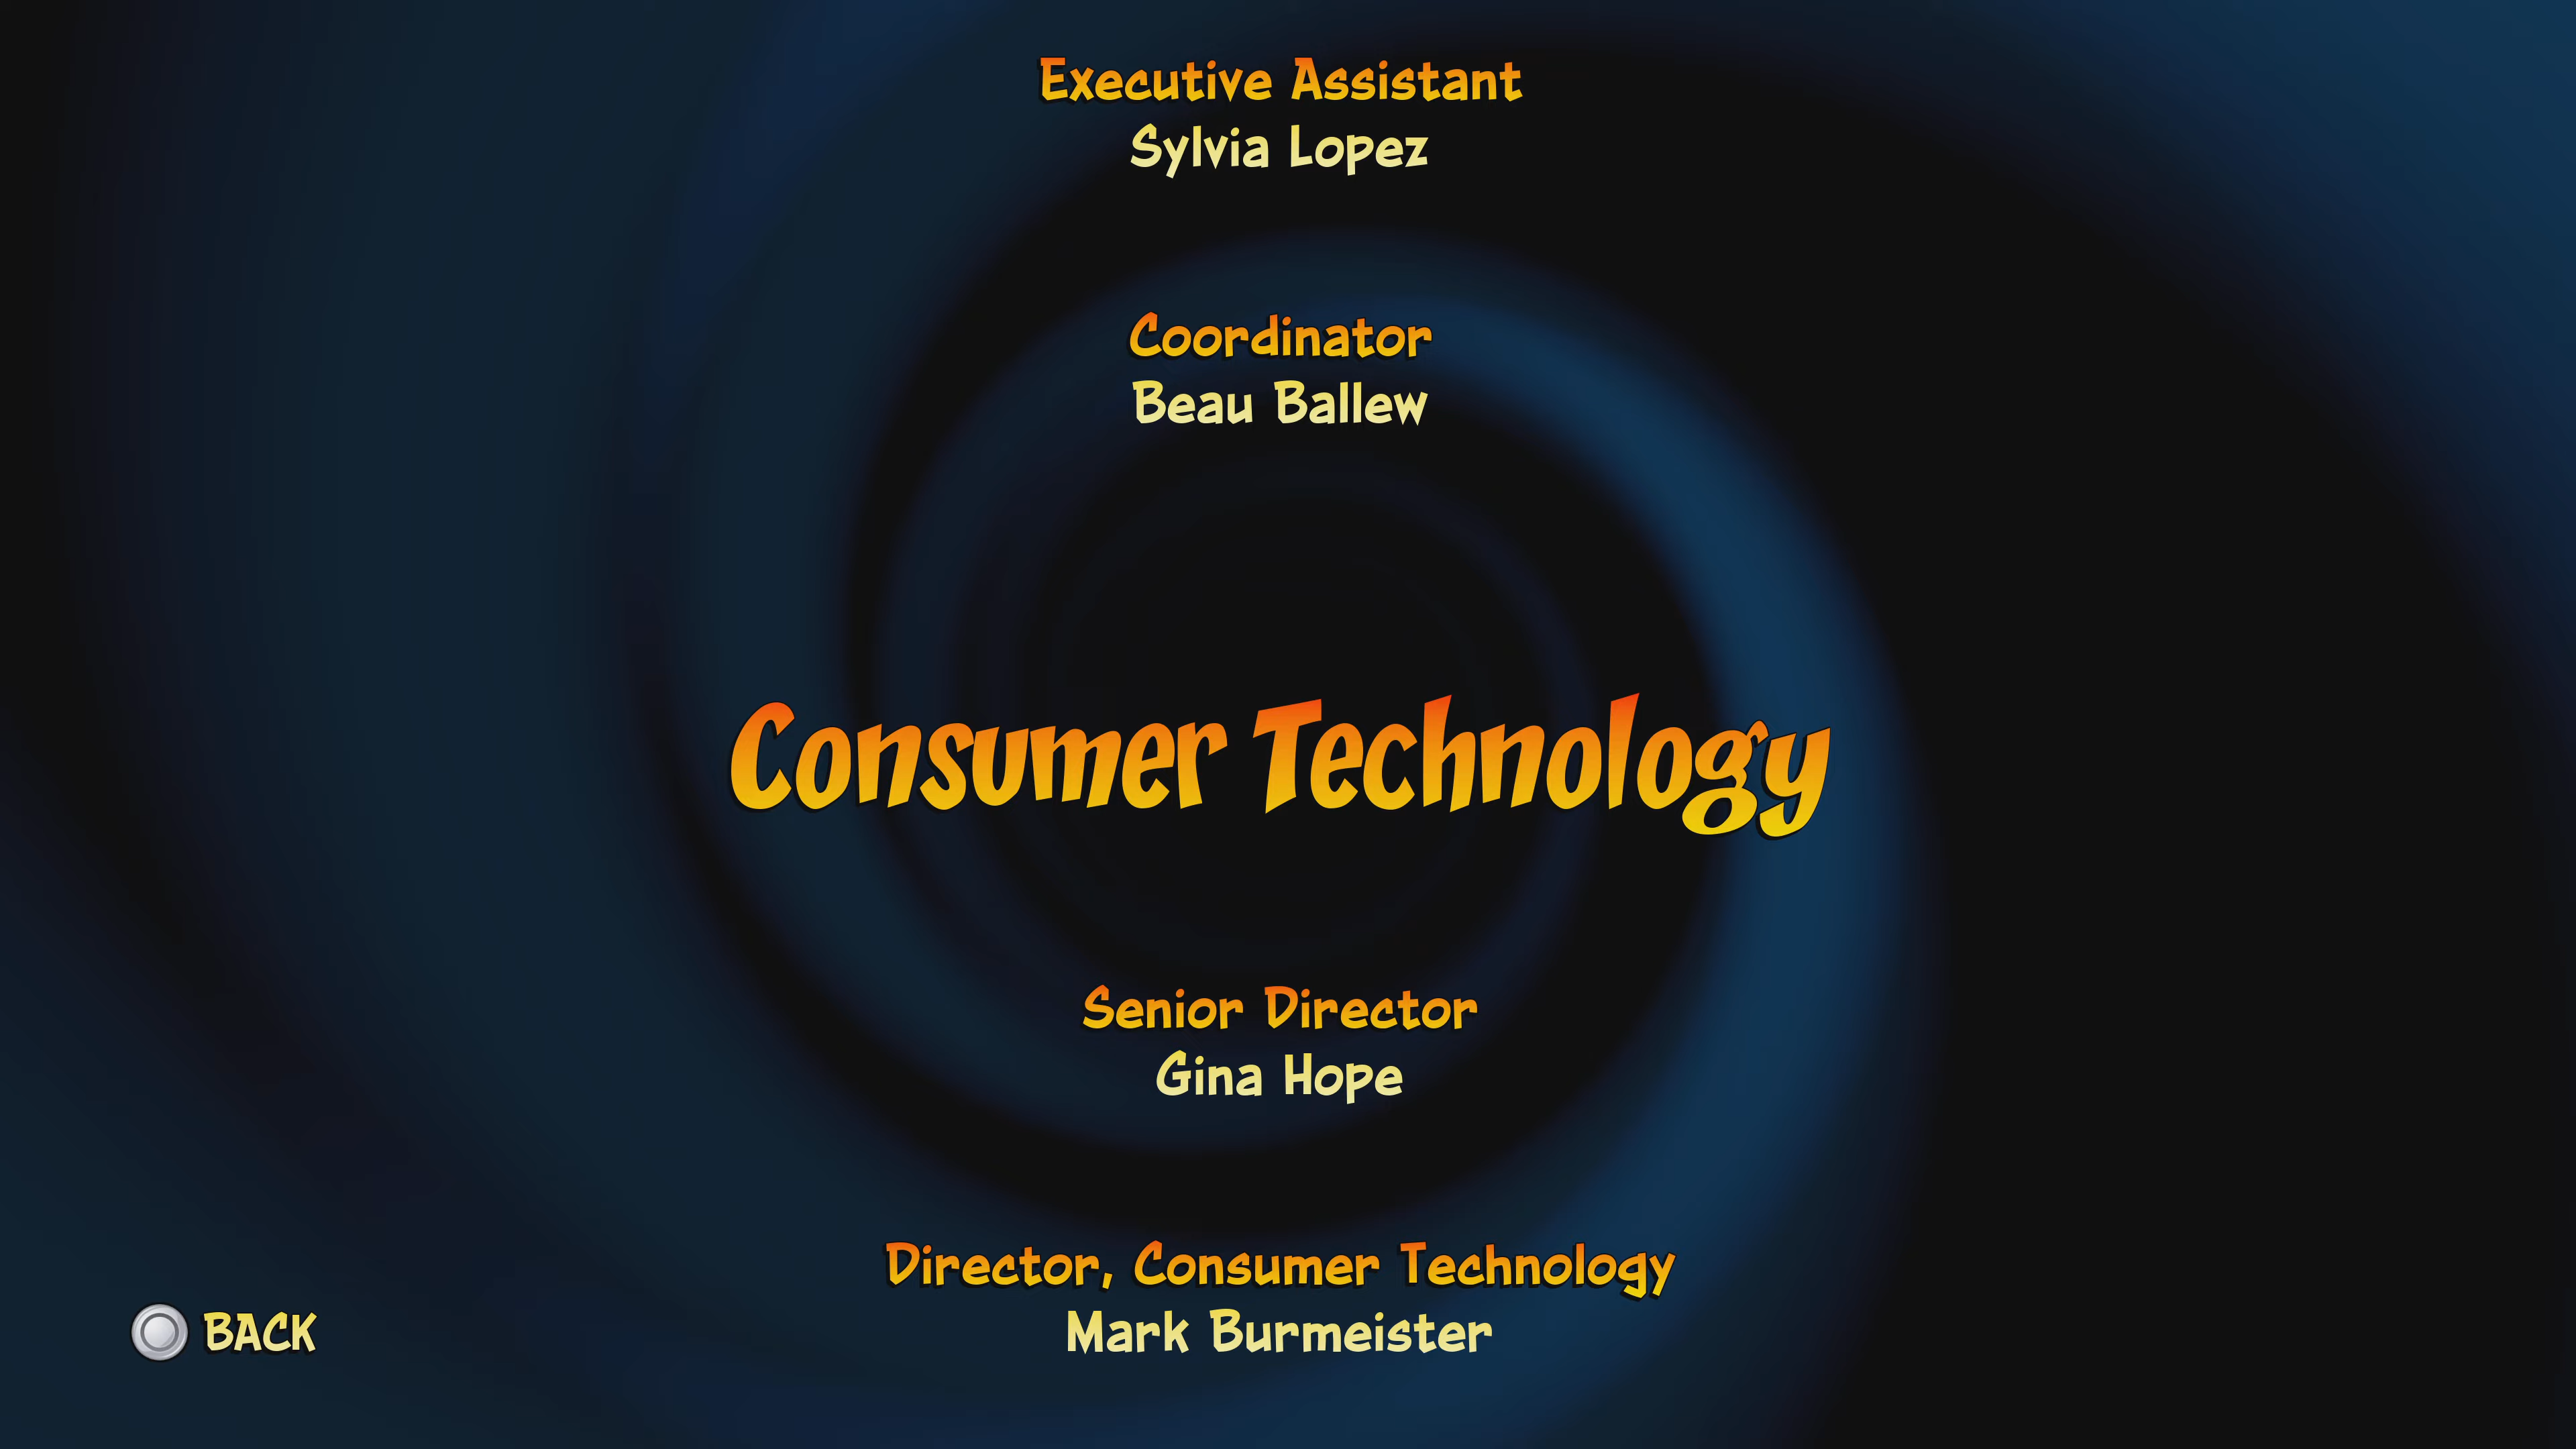 Executive Assistant
Sylvia Lopez
Coordinator
Beau Ballew
Consumer Technology
Senior Director
Gina Hope
Director, Consumer Technology
Mark Burmeister
BACK